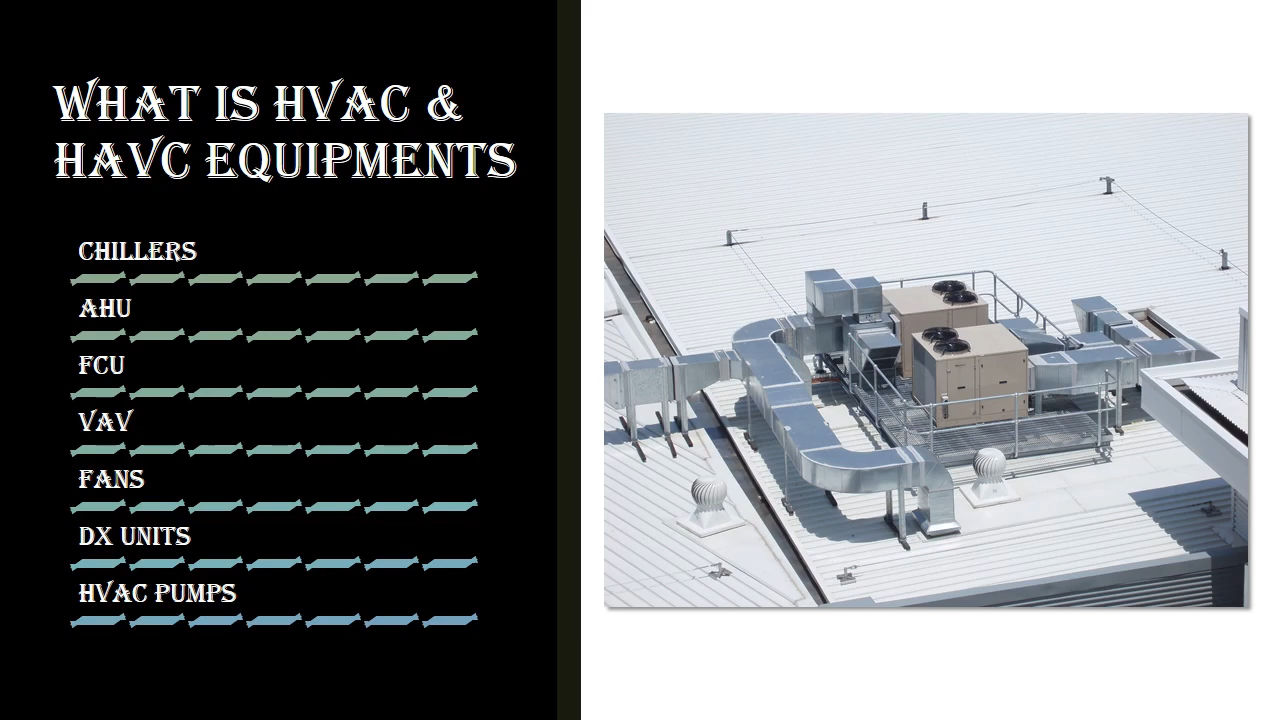 WHAT IS HVAC &
HAVC EQUIPMENTS
CHILLERS
AHU
FCU
VAV
FANS
DX UNITS
HVAC PUMPS